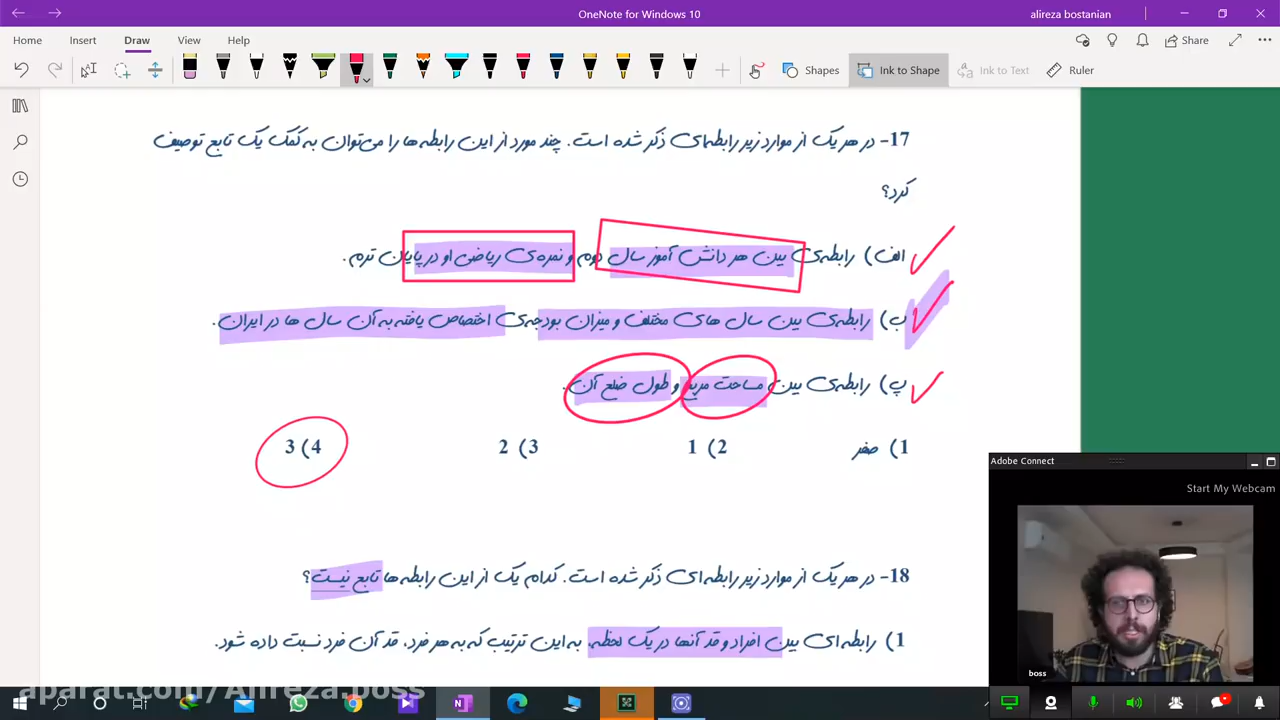 OneNote for Windows 10
alireza bostanian
Home Insert Draw View Help
Share
Shapes
Ink to Shape
Ink to Text
Ruler
17- در هر یک از موارد زیر رابطه‌ای ذکر شده است. چند مورد از این رابطه ها را می‌توان به کمک یک تابع توصیف
کرد؟
الف) رابطه‌ی بین هر دانش آموز سال دوم و نمره‌ی ریاضی او در پایان ترم.
ب) رابطه‌ی بین سال های مختلف و میزان بودجه‌ی اختصاص یافته به آن سال ها در ایران.
پ) رابطه‌ی بین مساحت مربع و طول ضلع آن.
1) صفر 2) 1 3) 2 4) 3
Adobe Connect
Start My Webcam
18- در هر یک از موارد زیر رابطه‌ای ذکر شده است. کدام یک از این رابطه ها تابع نیست؟
1) رابطه‌ای بین افراد و قد آنها در یک لحظه، به این ترتیب که به هر فرد، قد آن فرد نسبت داده شود.
boss
aparat.com/Alireza.boss